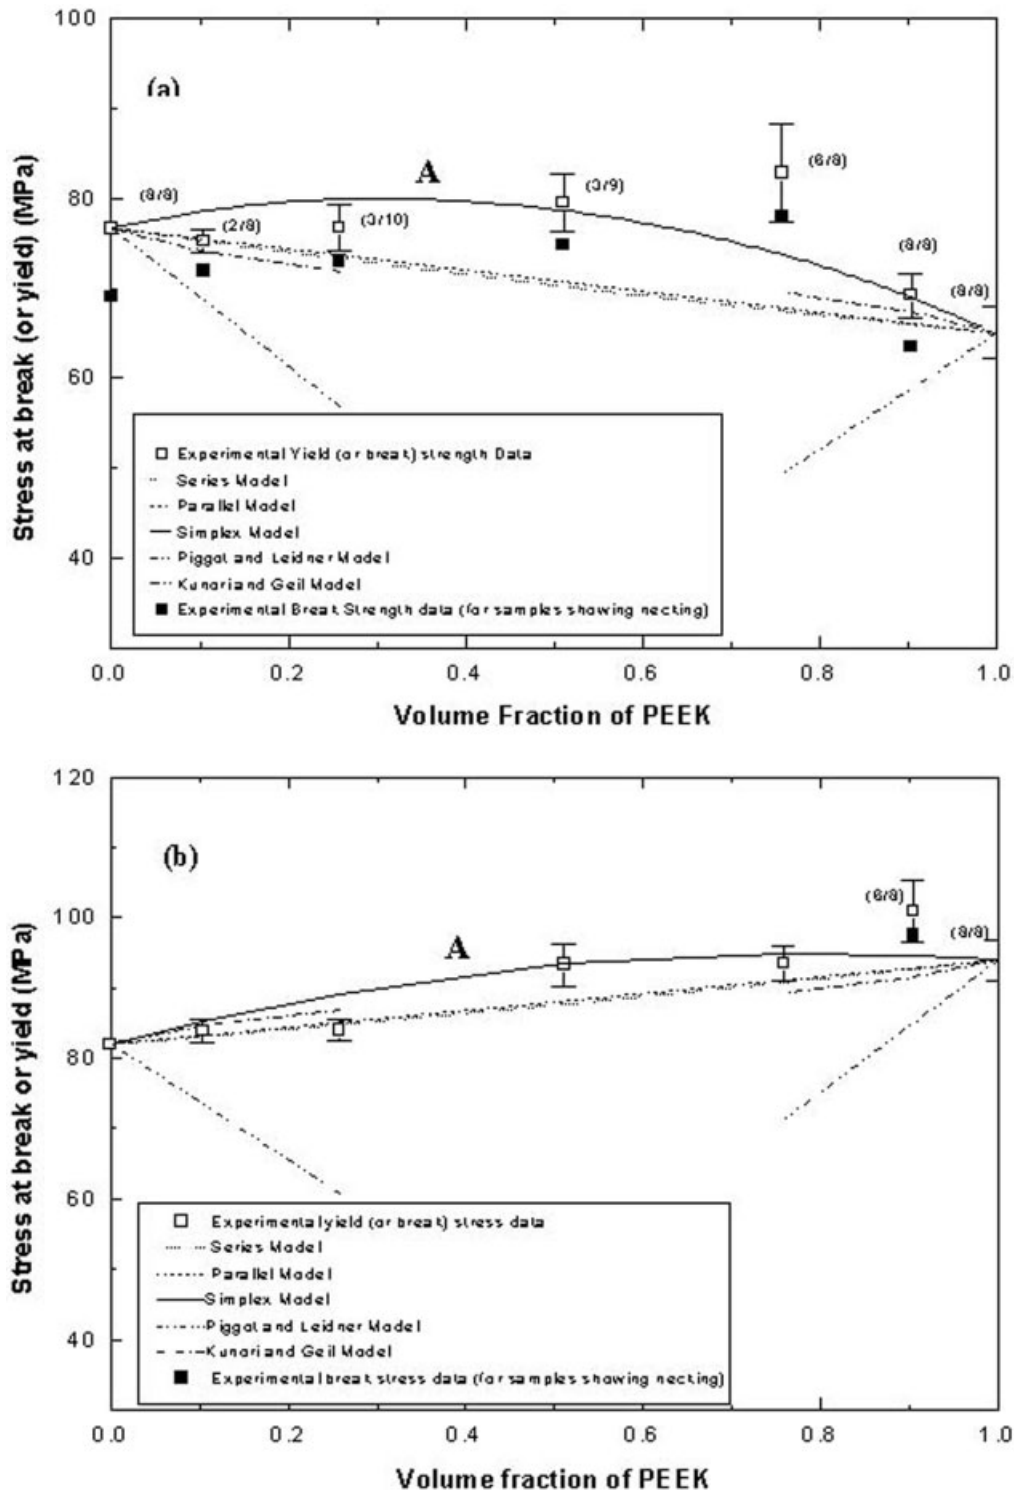 100
(a)
A
(8/8)
(2/8)
(3/10)
(3/9)
(6/8)
(8/8)
(8/8)
80
60
40
Stress at break (or yield) (MPa)
Experimental Yield (or break) strength Data
Series Model
Parallel Model
Simplex Model
Piggot and Leidner Model
Kunori and Geil Model
Experimental Break Strength data (for samples showing necking)
0.0 0.2 0.4 0.6 0.8 1.0
Volume Fraction of PEEK
120
(b)
A
(6/8)
(8/8)
100
80
60
40
Stress at break or yield (MPa)
Experimental yield (or break) stress data
Series Model
Parallel Model
Simplex Model
Piggot and Leidner Model
Kunori and Geil Model
Experimental break stress data (for samples showing necking)
0.0 0.2 0.4 0.6 0.8 1.0
Volume fraction of PEEK